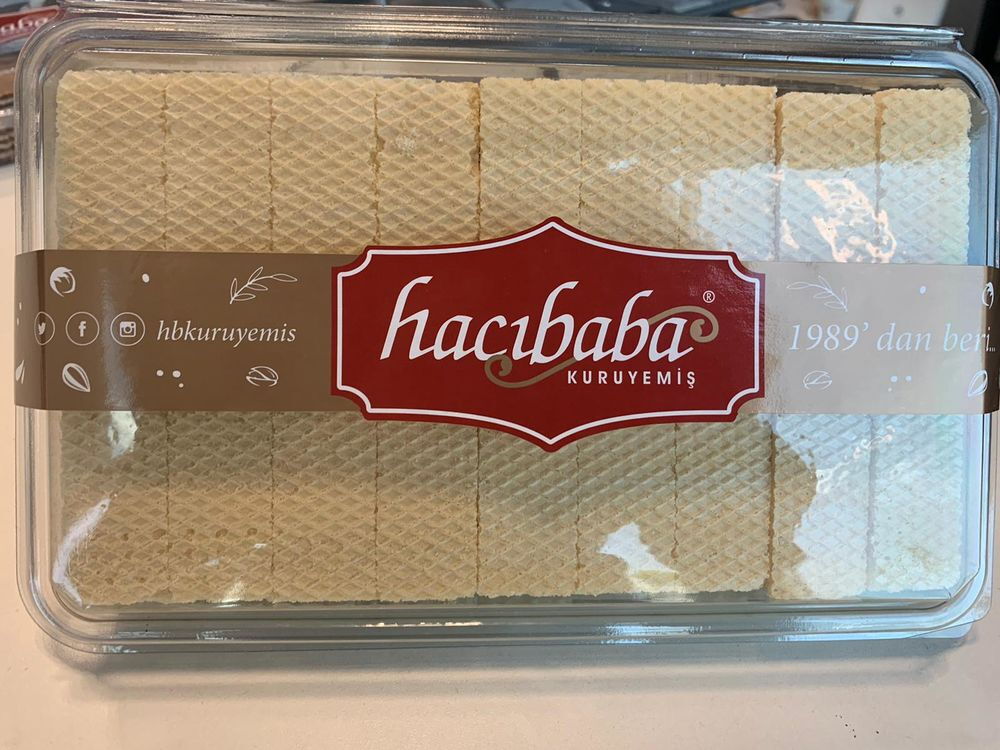 hbkuruyemis
hacıbaba®
KURUYEMİŞ
1989' dan beri...